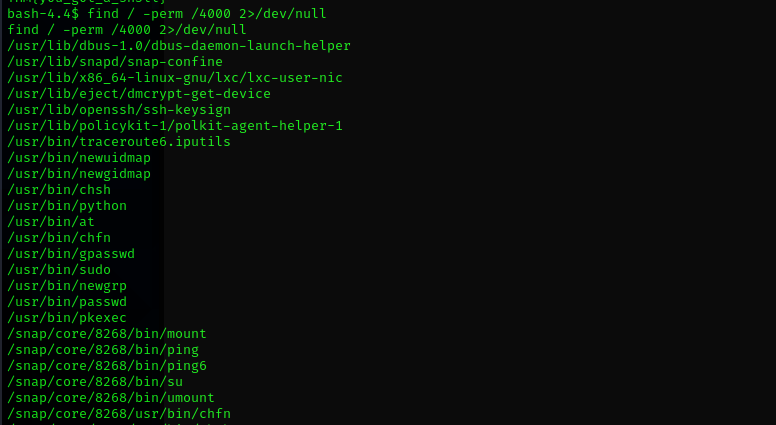 bash-4.4$ find / -perm /4000 2>/dev/null
find / -perm /4000 2>/dev/null
/usr/lib/dbus-1.0/dbus-daemon-launch-helper
/usr/lib/snapd/snap-confine
/usr/lib/x86_64-linux-gnu/lxc/lxc-user-nic
/usr/lib/eject/dmcrypt-get-device
/usr/lib/openssh/ssh-keysign
/usr/lib/policykit-1/polkit-agent-helper-1
/usr/bin/traceroute6.iputils
/usr/bin/newuidmap
/usr/bin/newgidmap
/usr/bin/chsh
/usr/bin/python
/usr/bin/at
/usr/bin/chfn
/usr/bin/gpasswd
/usr/bin/sudo
/usr/bin/newgrp
/usr/bin/passwd
/usr/bin/pkexec
/snap/core/8268/bin/mount
/snap/core/8268/bin/ping
/snap/core/8268/bin/ping6
/snap/core/8268/bin/su
/snap/core/8268/bin/umount
/snap/core/8268/usr/bin/chfn